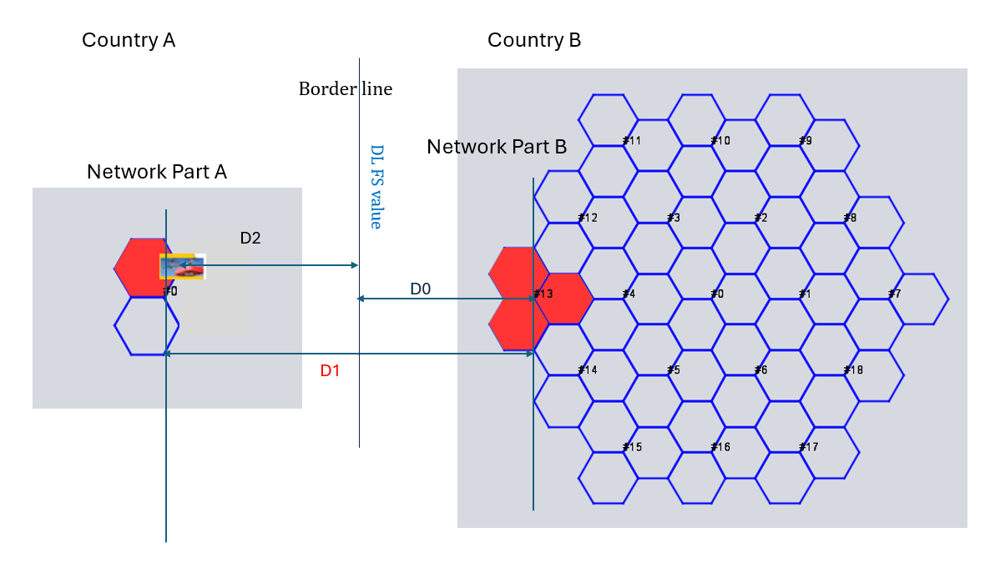 Country A
Country B
Border line
DL FS value
Network Part B
Network Part A
D2
D0
D1
#0
#11
#10
#9
#12
#3
#2
#8
#13
#4
#0
#1
#7
#14
#5
#6
#18
#15
#16
#17